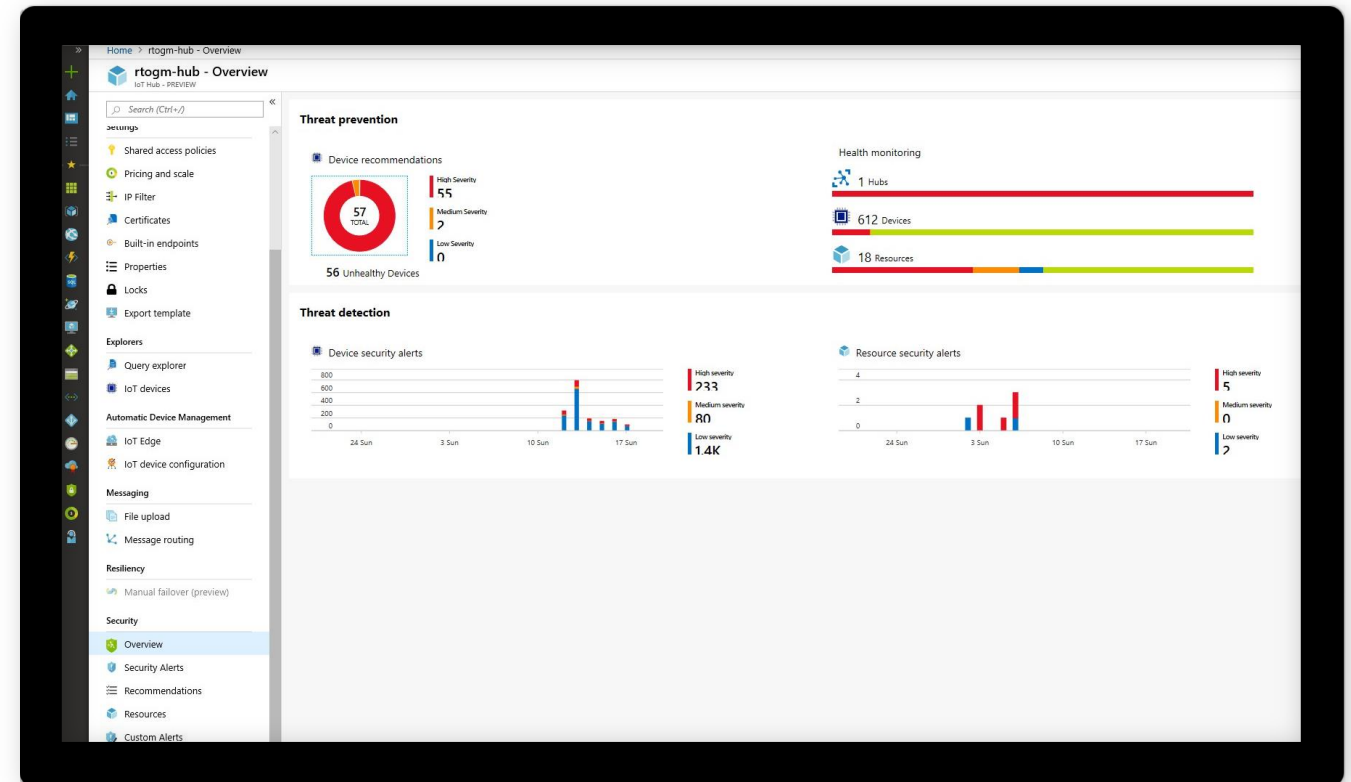 Home > rtogm-hub - Overview
rtogm-hub - Overview
IoT Hub - PREVIEW
Search (Ctrl+/)
«
»
Settings
Shared access policies
Pricing and scale
IP Filter
Certificates
Built-in endpoints
Properties
Locks
Export template
Explorers
Query explorer
IoT devices
Automatic Device Management
IoT Edge
IoT device configuration
Messaging
File upload
Message routing
Resiliency
Manual failover (preview)
Security
Overview
Security Alerts
Recommendations
Resources
Custom Alerts
Threat prevention
Device recommendations
57
TOTAL
High Severity
55
Medium Severity
2
Low Severity
0
56 Unhealthy Devices
Health monitoring
1 Hubs
612 Devices
18 Resources
Threat detection
Device security alerts
800
600
400
200
0
24 Sun 3 Sun 10 Sun 17 Sun
High severity
233
Medium severity
80
Low severity
1.4K
Resource security alerts
4
2
0
24 Sun 3 Sun 10 Sun 17 Sun
High severity
5
Medium severity
0
Low severity
2